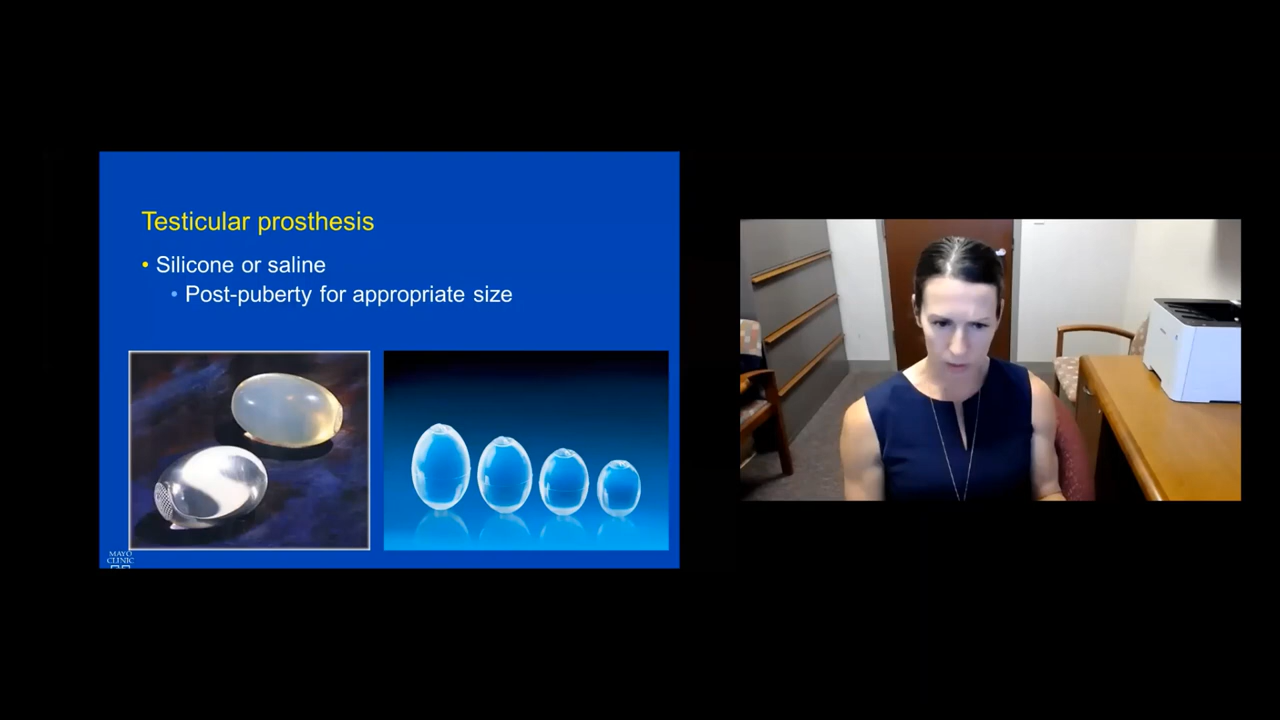 Testicular prosthesis
• Silicone or saline
• Post-puberty for appropriate size
MAYO
CLINIC